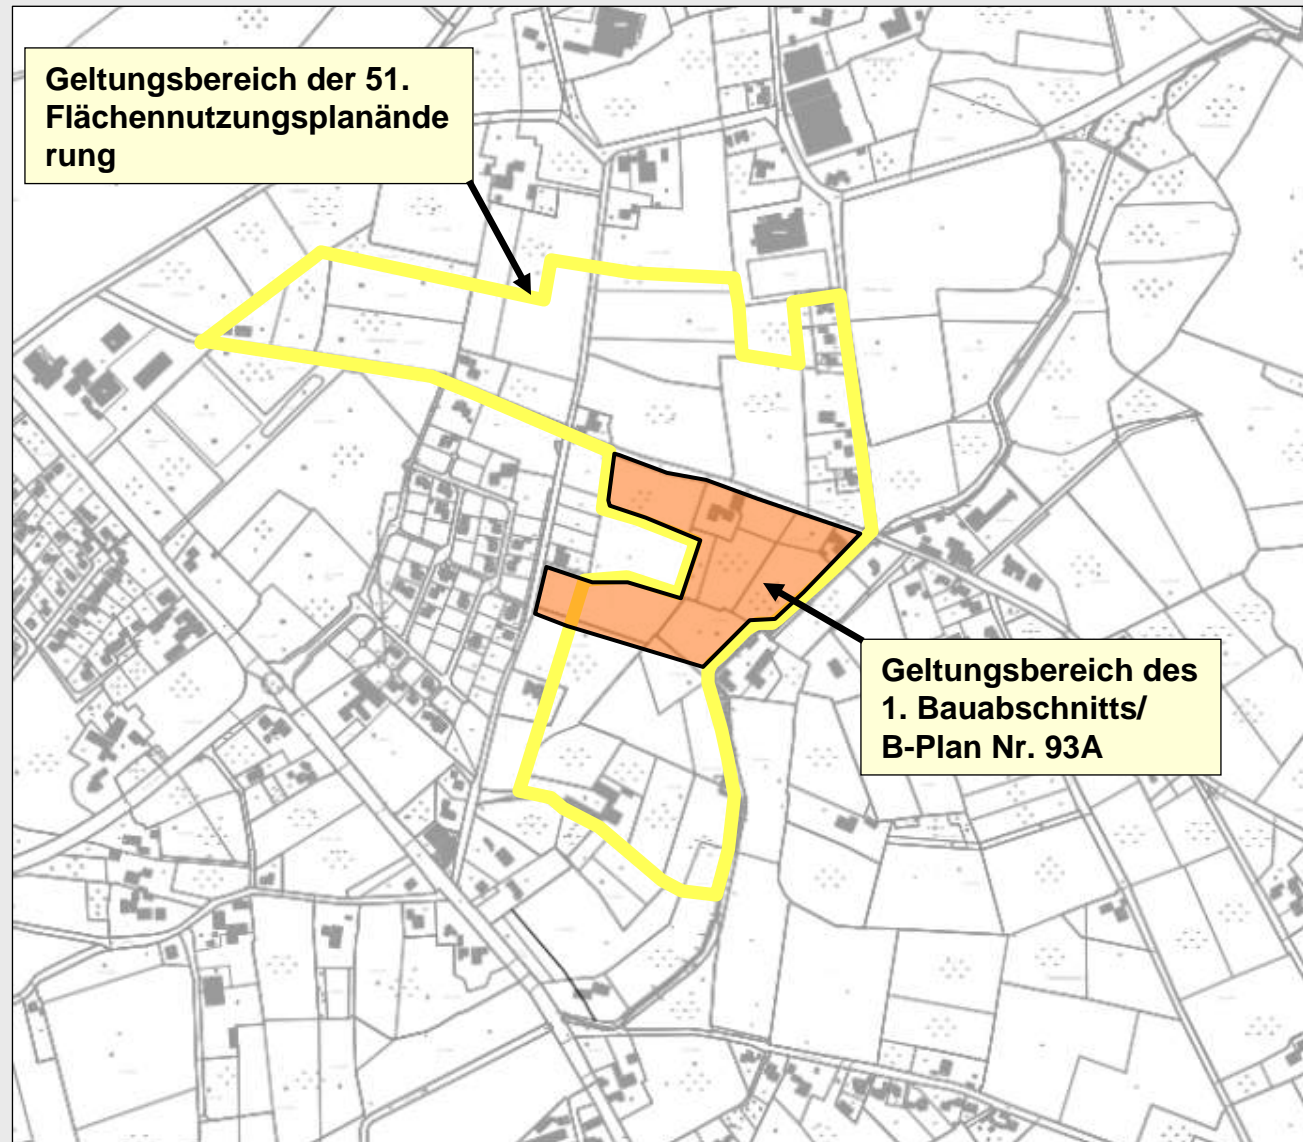 Geltungsbereich der 51.
Flächennutzungsplanände
rung
Geltungsbereich des
1. Bauabschnitts/
B-Plan Nr. 93A